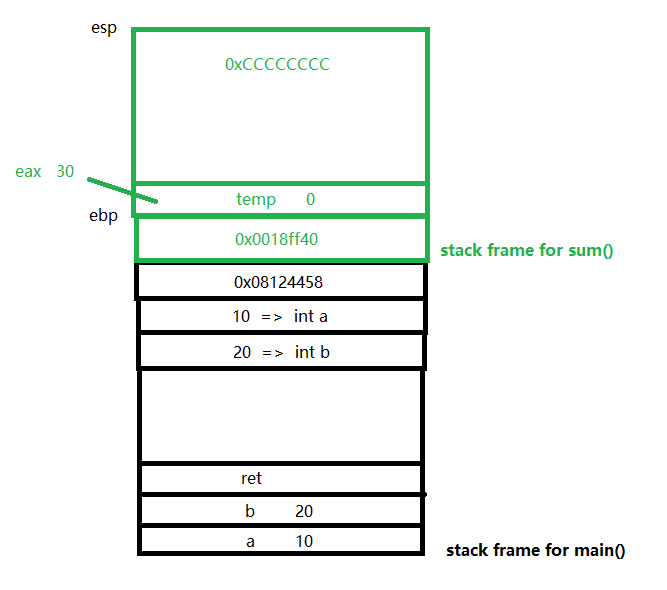 esp
0xCCCCCCCC
eax 30
temp 0
ebp
0x0018ff40
stack frame for sum()
0x08124458
10 => int a
20 => int b
ret
b 20
a 10
stack frame for main()